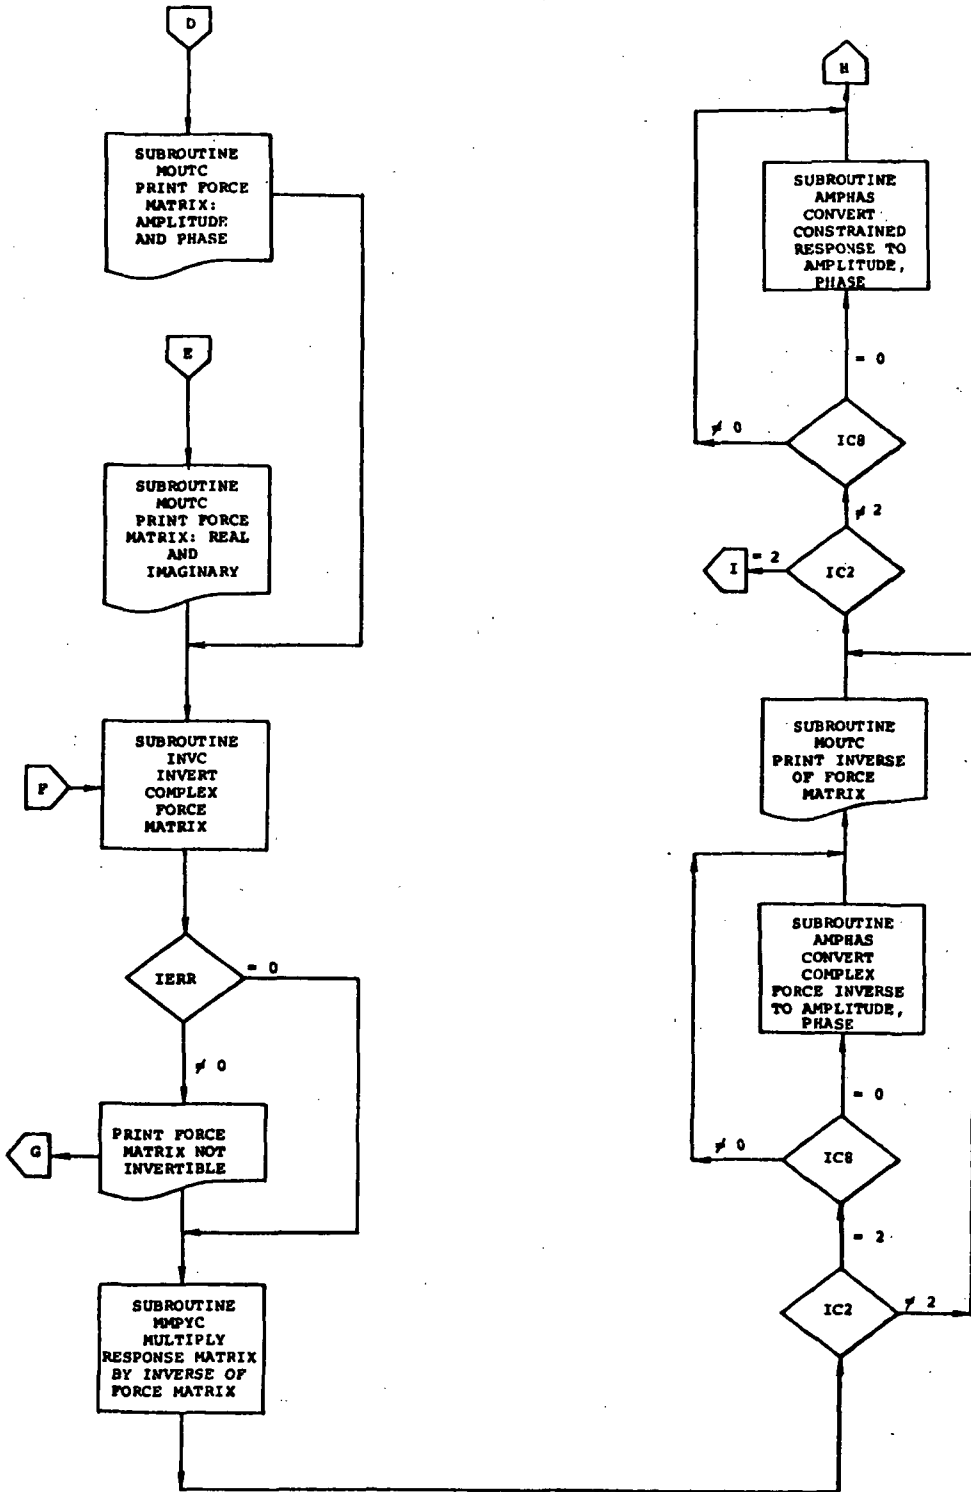 D
SUBROUTINE
MOUTC
PRINT FORCE
MATRIX:
AMPLITUDE
AND PHASE
E
SUBROUTINE
MOUTC
PRINT FORCE
MATRIX: REAL
AND
IMAGINARY
SUBROUTINE
INVC
INVERT
COMPLEX
FORCE
MATRIX
F
IERR
= 0
≠ 0
PRINT FORCE
MATRIX NOT
INVERTIBLE
G
SUBROUTINE
MMPYC
MULTIPLY
RESPONSE MATRIX
BY INVERSE OF
FORCE MATRIX
H
SUBROUTINE
AMPHAS
CONVERT
CONSTRAINED
RESPONSE TO
AMPLITUDE,
PHASE
= 0
≠ 0
IC8
≠ 2
I
= 2
IC2
SUBROUTINE
MOUTC
PRINT INVERSE
OF FORCE
MATRIX
SUBROUTINE
AMPHAS
CONVERT
COMPLEX
FORCE INVERSE
TO AMPLITUDE,
PHASE
= 0
≠ 0
IC8
= 2
IC2
≠ 2